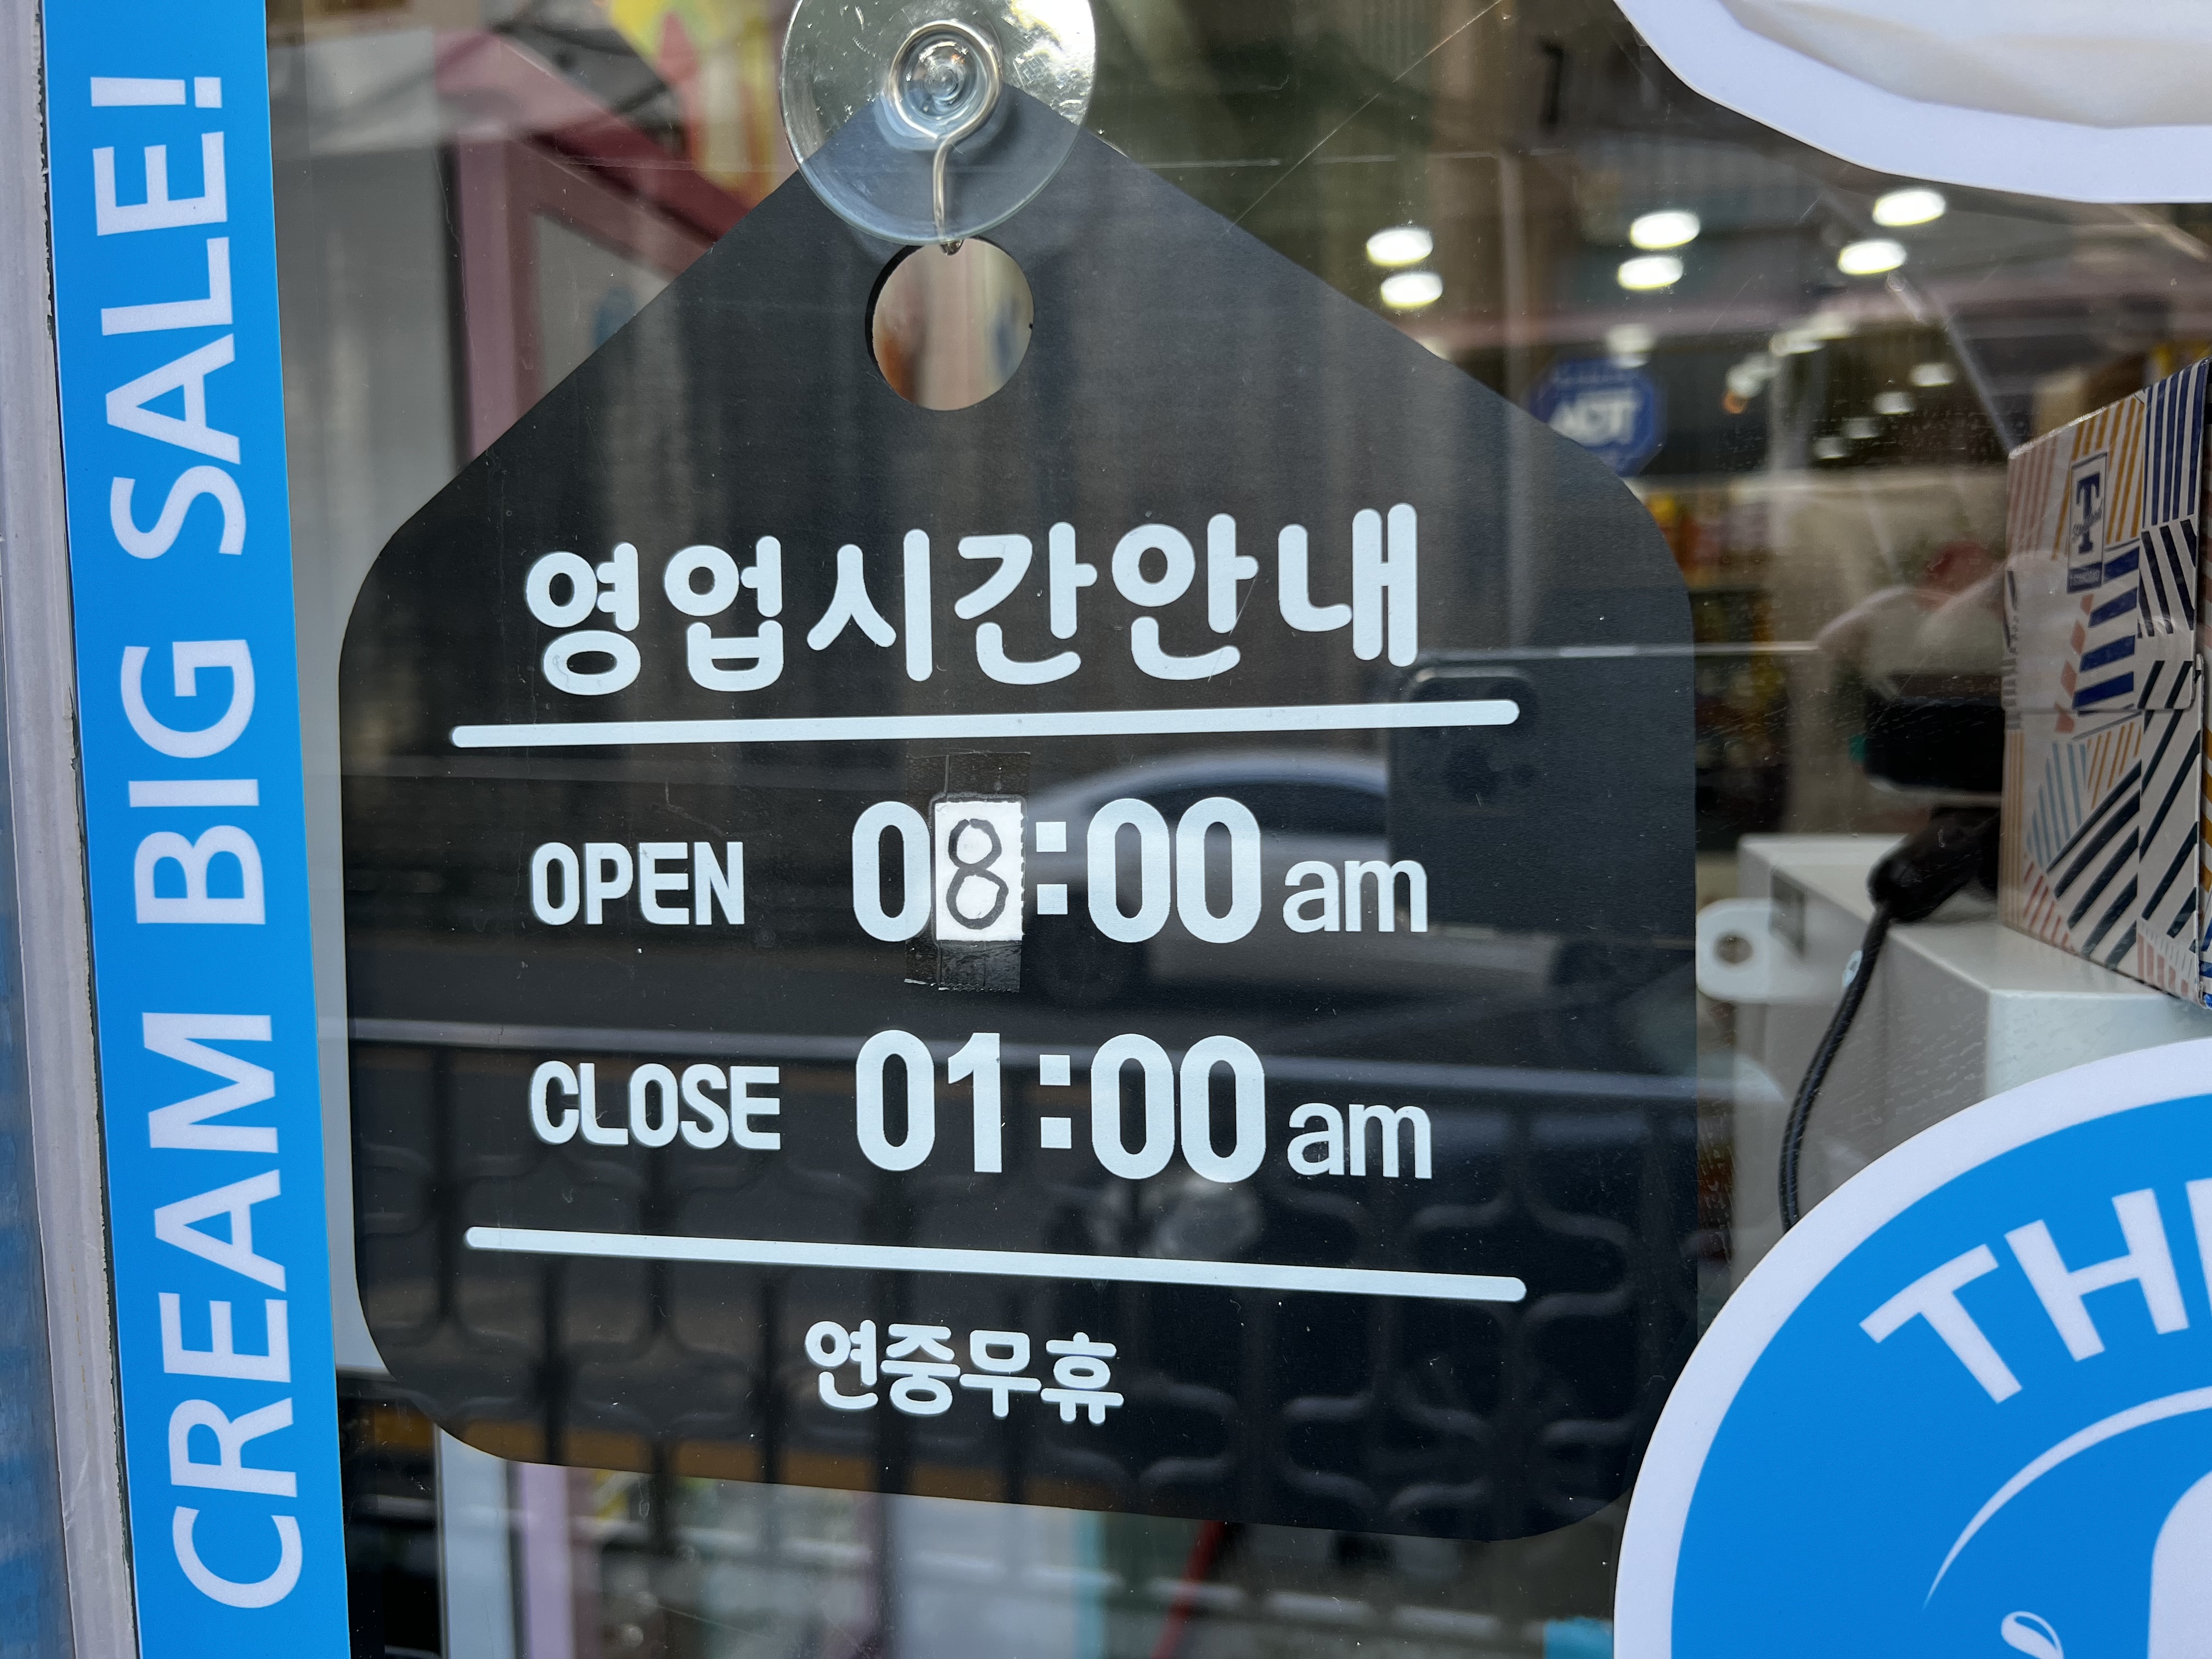 CREAM BIG SALE!
영업시간안내
OPEN 08:00 am
CLOSE 01:00 am
연중무휴
ADT
T
TH